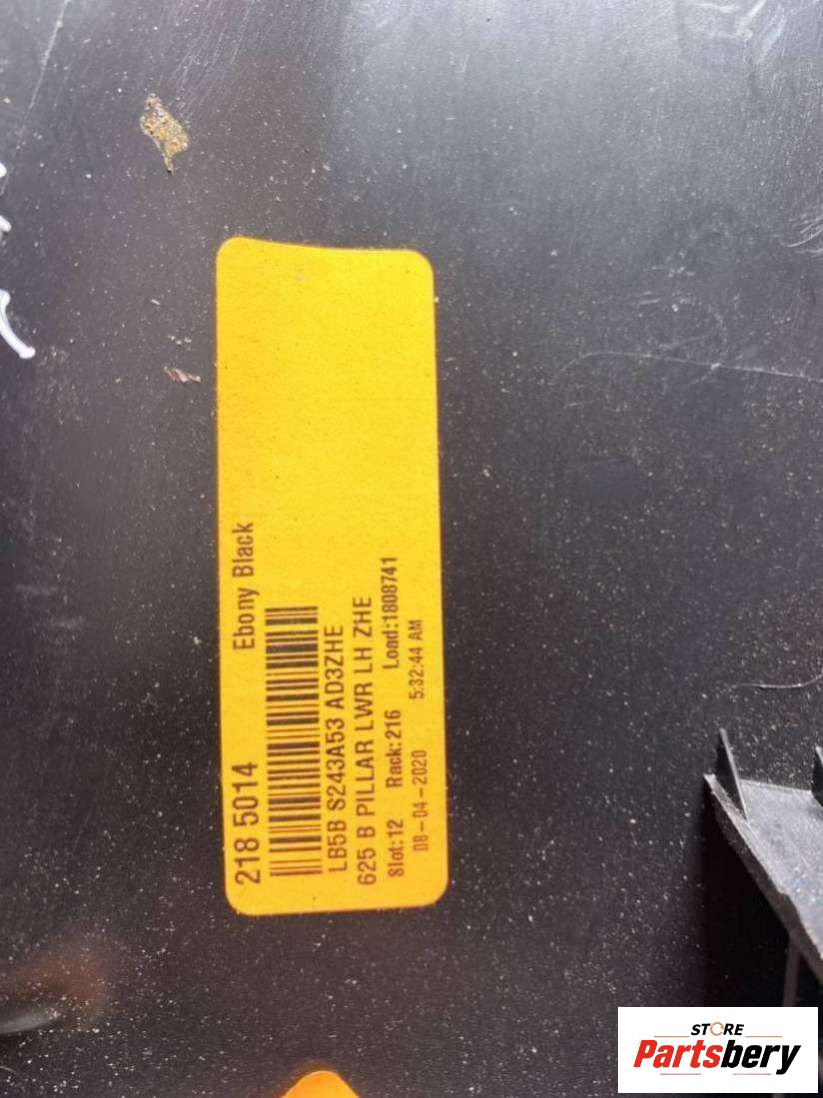 218 5014 Ebony Black
LB5B S243A53 AD3ZHE
625 B PILLAR LWR LH ZHE
Slot:12 Rack:216 Load:1808741
08-04-2020 5:32:44 AM
STORE
Partsbery